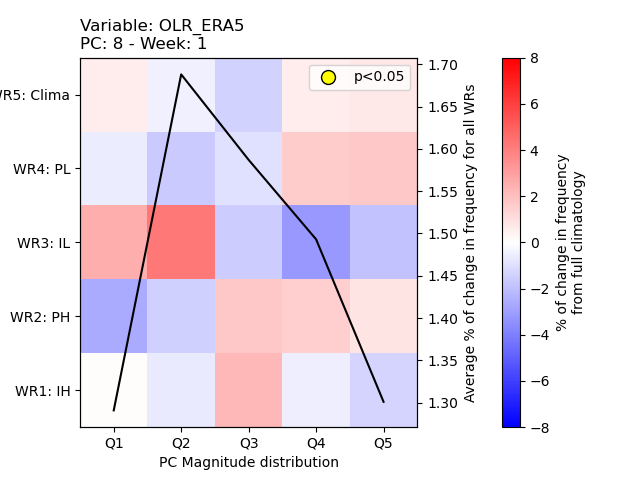 Variable: OLR_ERA5
PC: 8 - Week: 1
p<0.05
WR5: Clima
WR4: PL
WR3: IL
WR2: PH
WR1: IH
Q1
Q2
Q3
Q4
Q5
PC Magnitude distribution
1.70
1.65
1.60
1.55
1.50
1.45
1.40
1.35
1.30
Average % of change in frequency for all WRs
8
6
4
2
0
−2
−4
−6
−8
% of change in frequency
from full climatology